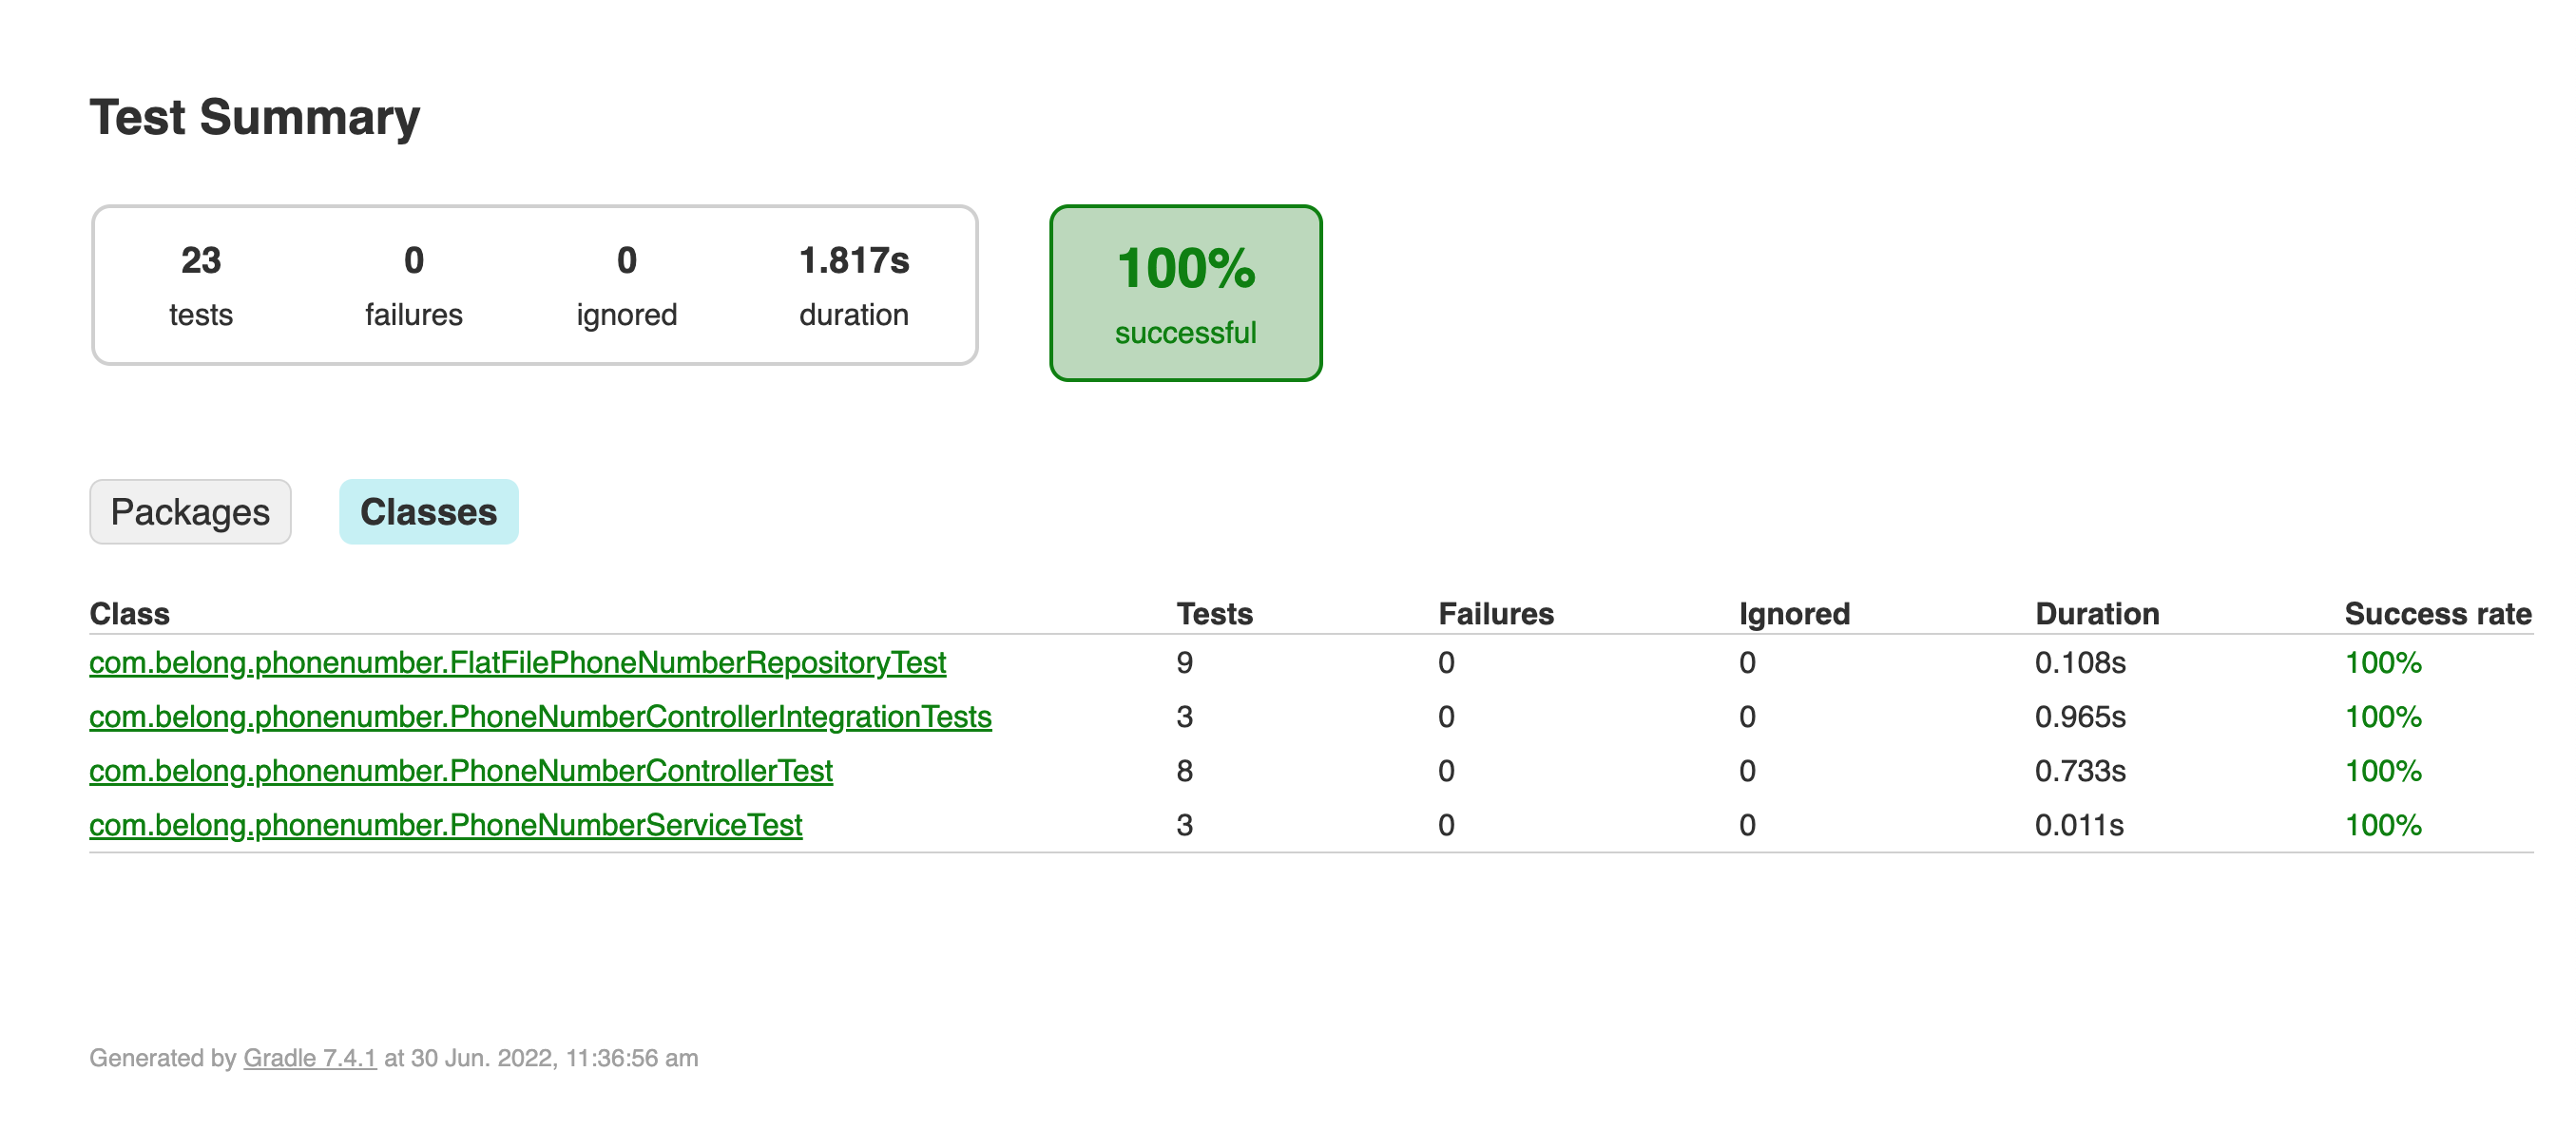 Test Summary
23 0 0 1.817s
tests failures ignored duration
100%
successful
Packages Classes
Class Tests Failures Ignored Duration Success rate
com.belong.phonenumber.FlatFilePhoneNumberRepositoryTest 9 0 0 0.108s 100%
com.belong.phonenumber.PhoneNumberControllerIntegrationTests 3 0 0 0.965s 100%
com.belong.phonenumber.PhoneNumberControllerTest 8 0 0 0.733s 100%
com.belong.phonenumber.PhoneNumberServiceTest 3 0 0 0.011s 100%
Generated by Gradle 7.4.1 at 30 Jun. 2022, 11:36:56 am